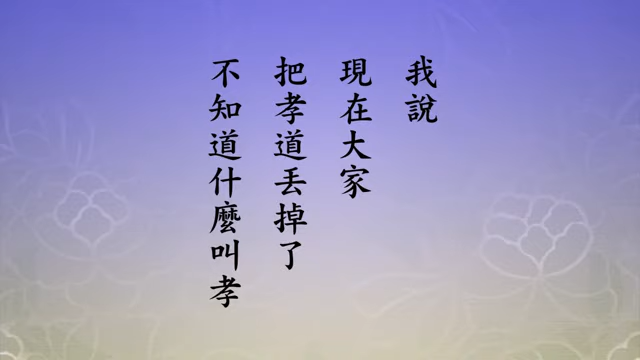 我說
現在大家
把孝道丟掉了
不知道什麼叫孝